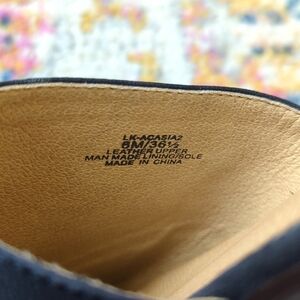 LK-ACASIA2
6M/36½
LEATHER UPPER
MAN MADE LINING/SOLE
MADE IN CHINA